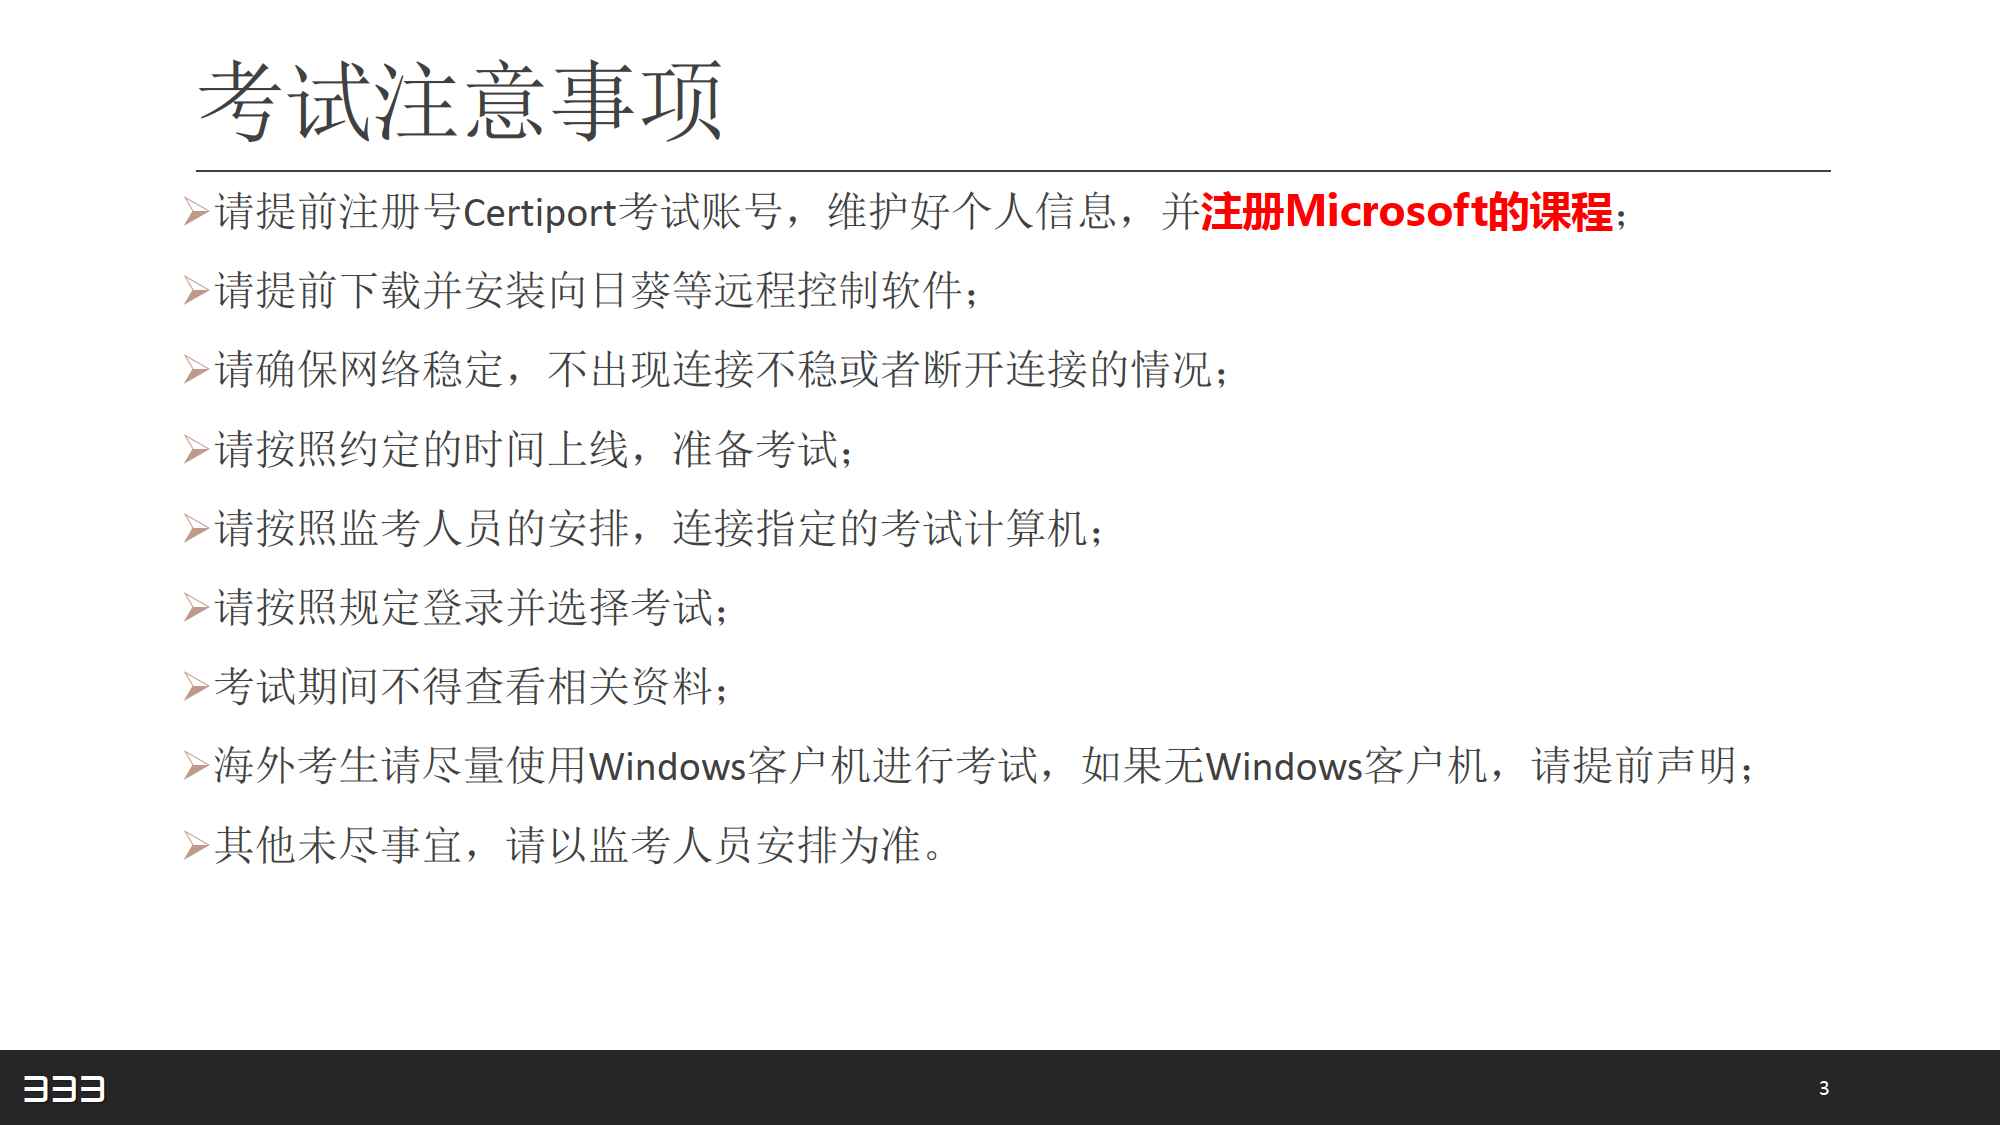 考试注意事项
请提前注册号Certiport考试账号，维护好个人信息，并注册Microsoft的课程；
请提前下载并安装向日葵等远程控制软件；
请确保网络稳定，不出现连接不稳或者断开连接的情况；
请按照约定的时间上线，准备考试；
请按照监考人员的安排，连接指定的考试计算机；
请按照规定登录并选择考试；
考试期间不得查看相关资料；
海外考生请尽量使用Windows客户机进行考试，如果无Windows客户机，请提前声明；
其他未尽事宜，请以监考人员安排为准。
333
3